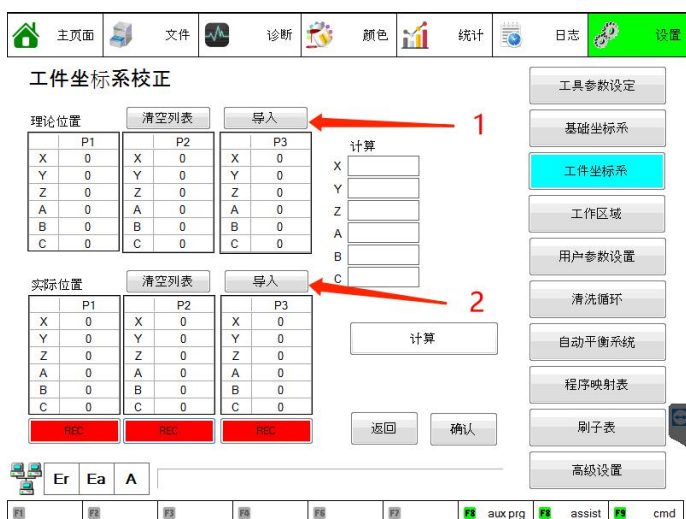 主页面 文件 诊断 颜色 统计 日志 设置
工件坐标系校正
理论位置 清空列表 导入
1
P1 P2 P3
X 0 X 0 X 0
Y 0 Y 0 Y 0
Z 0 Z 0 Z 0
A 0 A 0 A 0
B 0 B 0 B 0
C 0 C 0 C 0
计算
X
Y
Z
A
B
C
实际位置 清空列表 导入
2
P1 P2 P3
X 0 X 0 X 0
Y 0 Y 0 Y 0
Z 0 Z 0 Z 0
A 0 A 0 A 0
B 0 B 0 B 0
C 0 C 0 C 0
REC REC REC
计算
返回 确认
工具参数设定
基础坐标系
工件坐标系
工作区域
用户参数设置
清洗循环
自动平衡系统
程序映射表
刷子表
高级设置
Er Ea A
F1 F2 F3 F4 F6 F7 F8 aux prg F8 assist F9 cmd